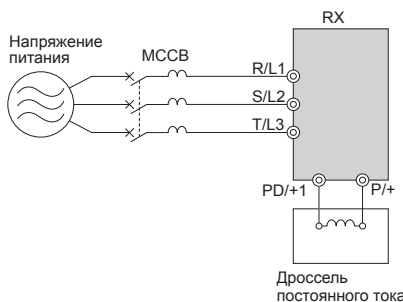 RX
Напряжение
питания
MCCB
R/L1
S/L2
T/L3
PD/+1
P/+
Дроссель
постоянного тока